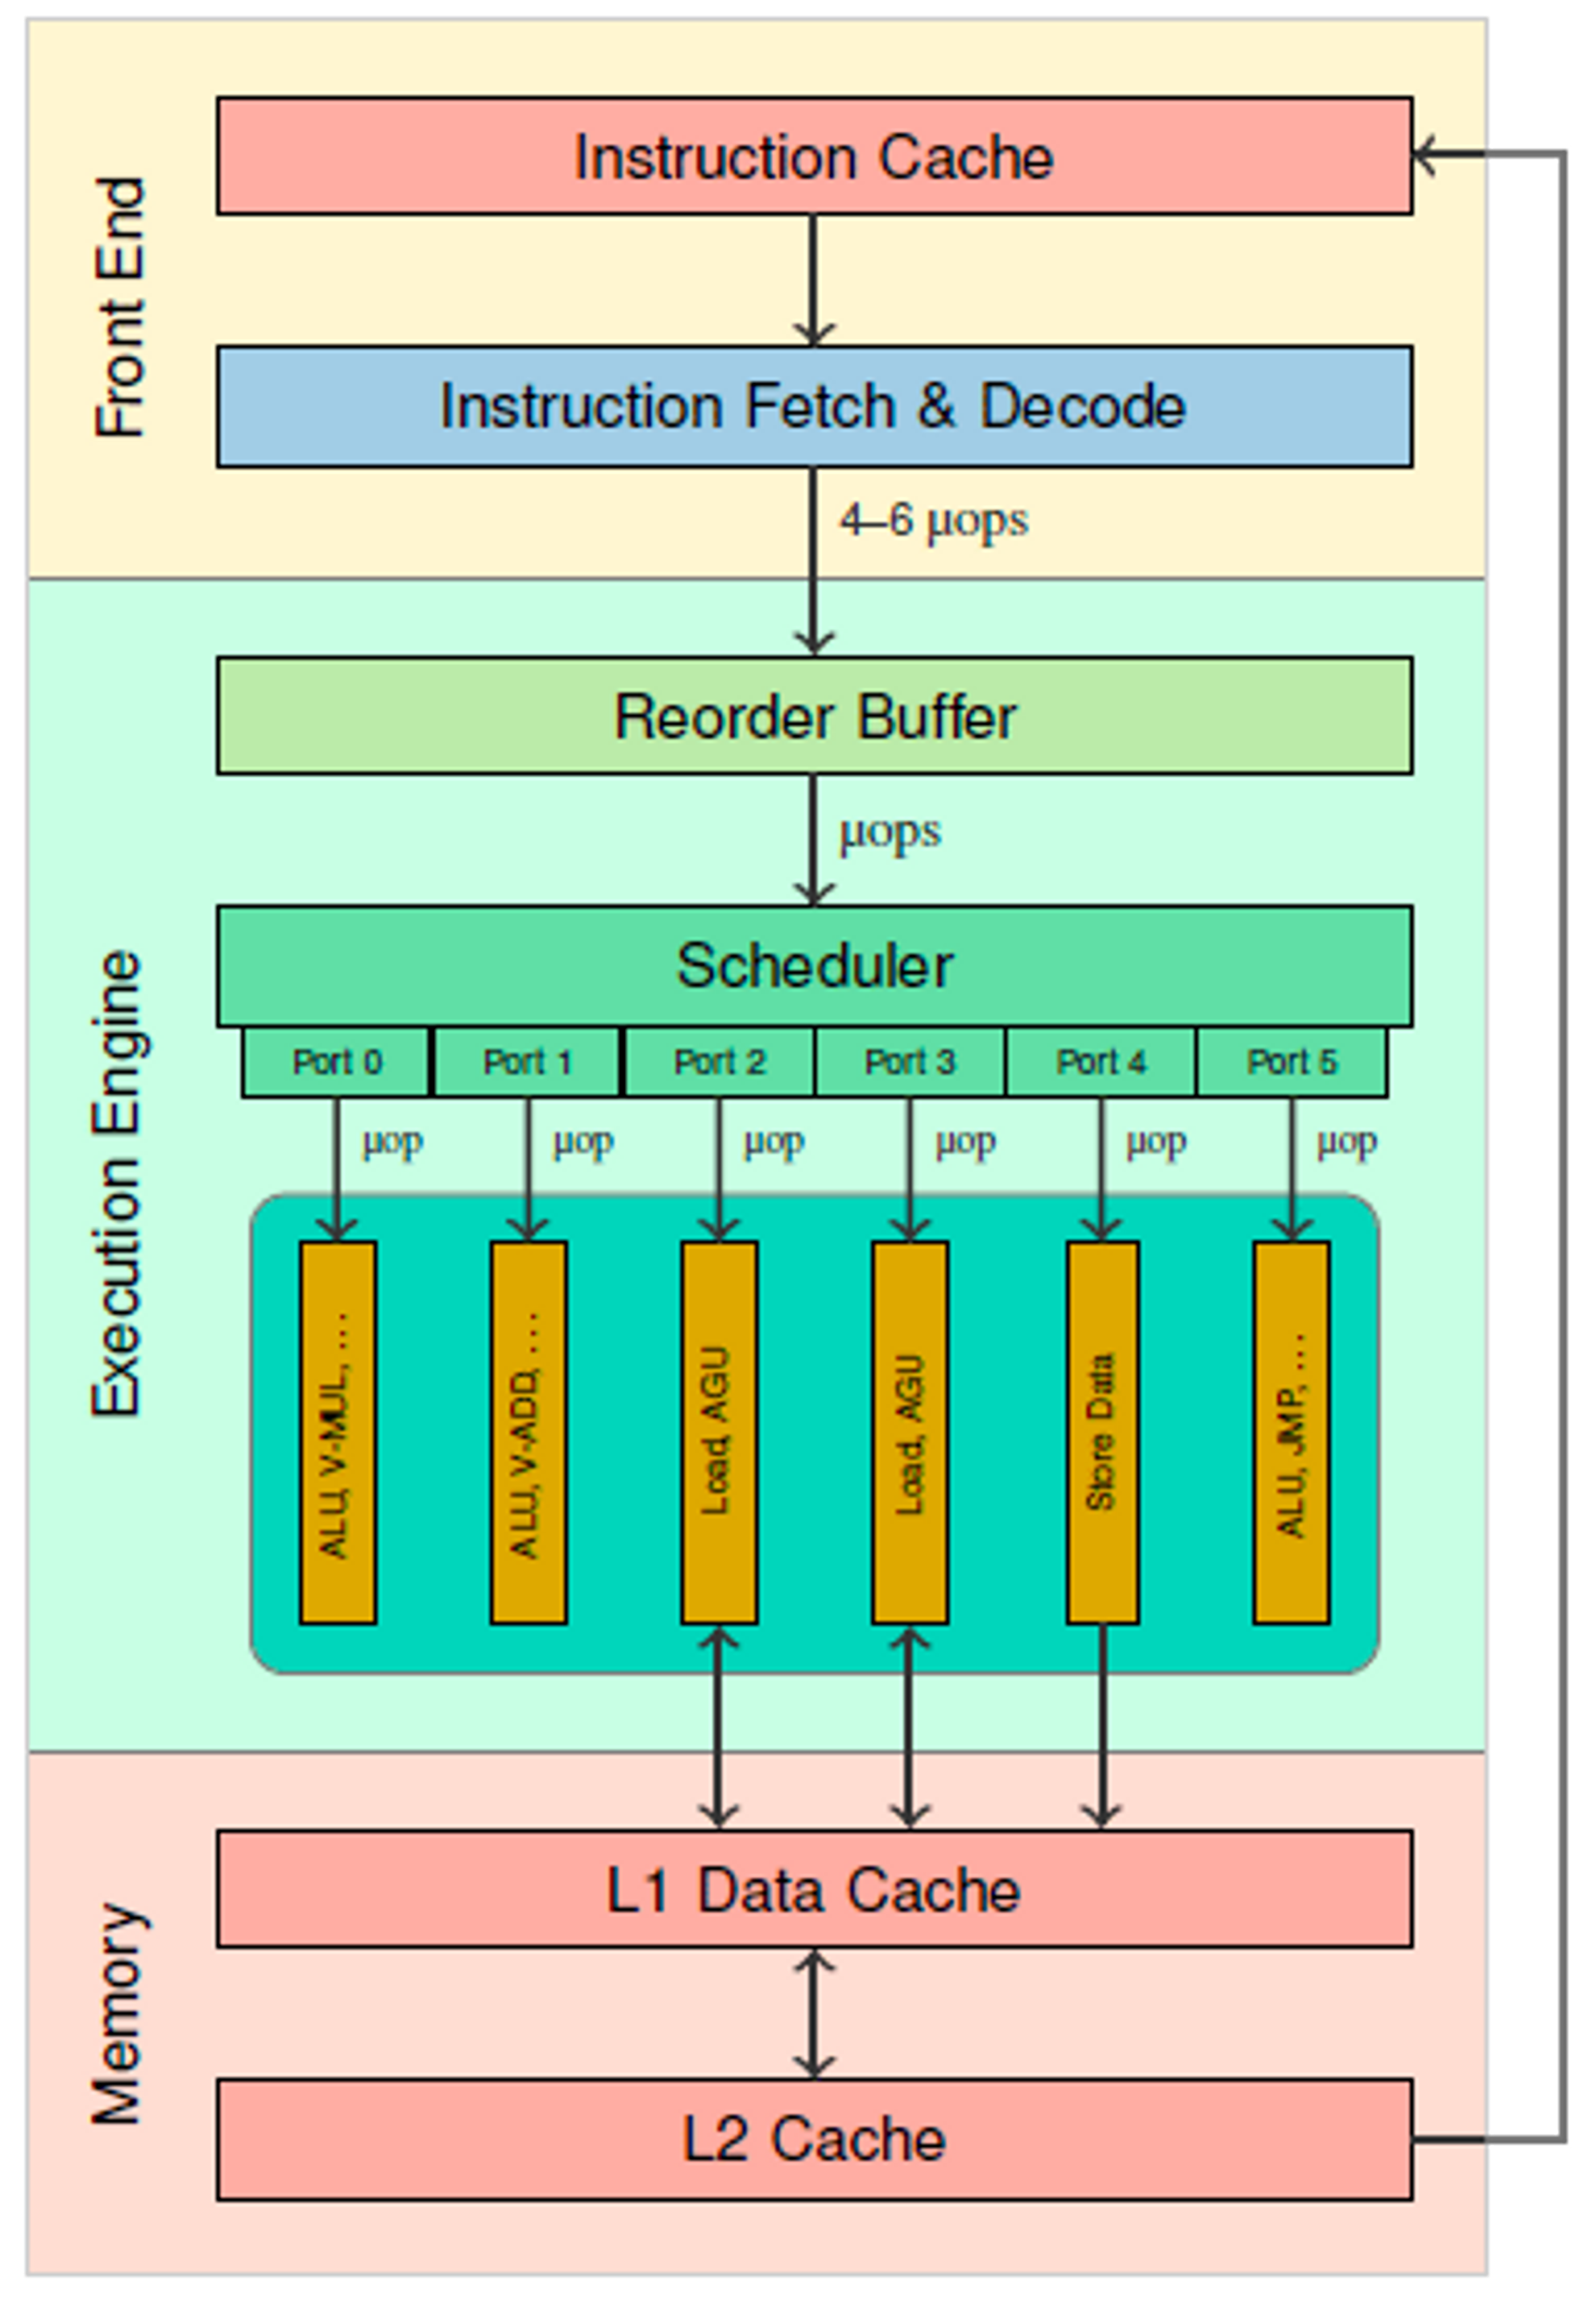 Front End
Instruction Cache
Instruction Fetch & Decode
4–6 μops
Execution Engine
Reorder Buffer
μops
Scheduler
Port 0 Port 1 Port 2 Port 3 Port 4 Port 5
μop μop μop μop μop μop
ALU, V-MUL, ...
ALU, V-ADD, ...
Load, AGU
Load, AGU
Store Data
ALU, JMP, ...
Memory
L1 Data Cache
L2 Cache